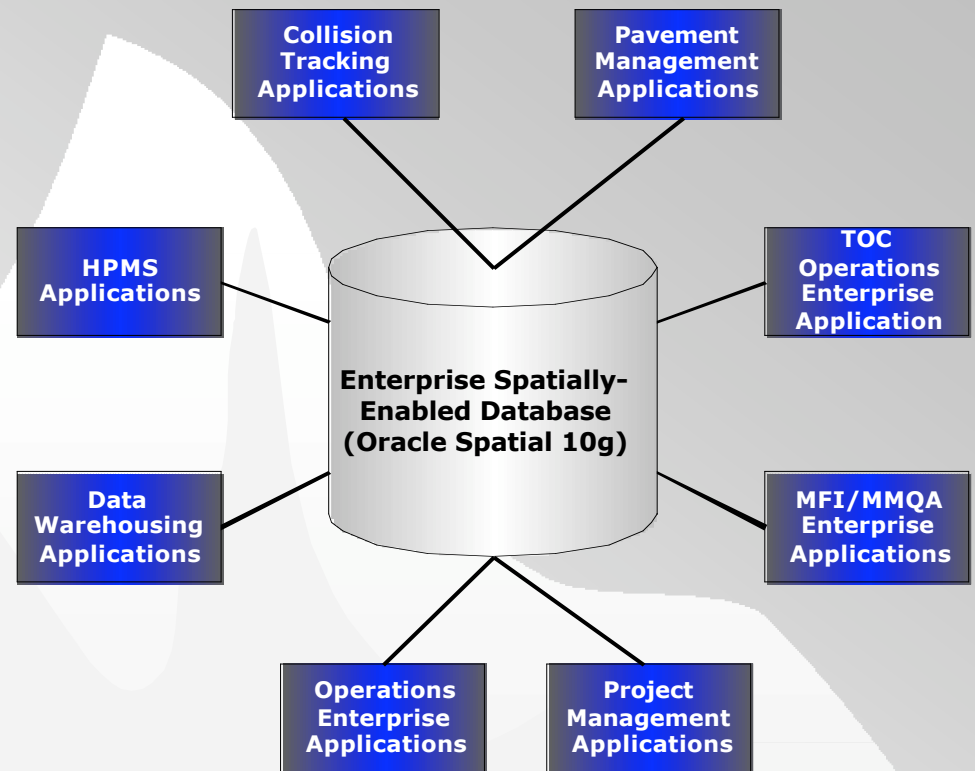 Collision
Tracking
Applications
Pavement
Management
Applications
HPMS
Applications
TOC
Operations
Enterprise
Application
Enterprise Spatially-
Enabled Database
(Oracle Spatial 10g)
Data
Warehousing
Applications
MFI/MMQA
Enterprise
Applications
Operations
Enterprise
Applications
Project
Management
Applications